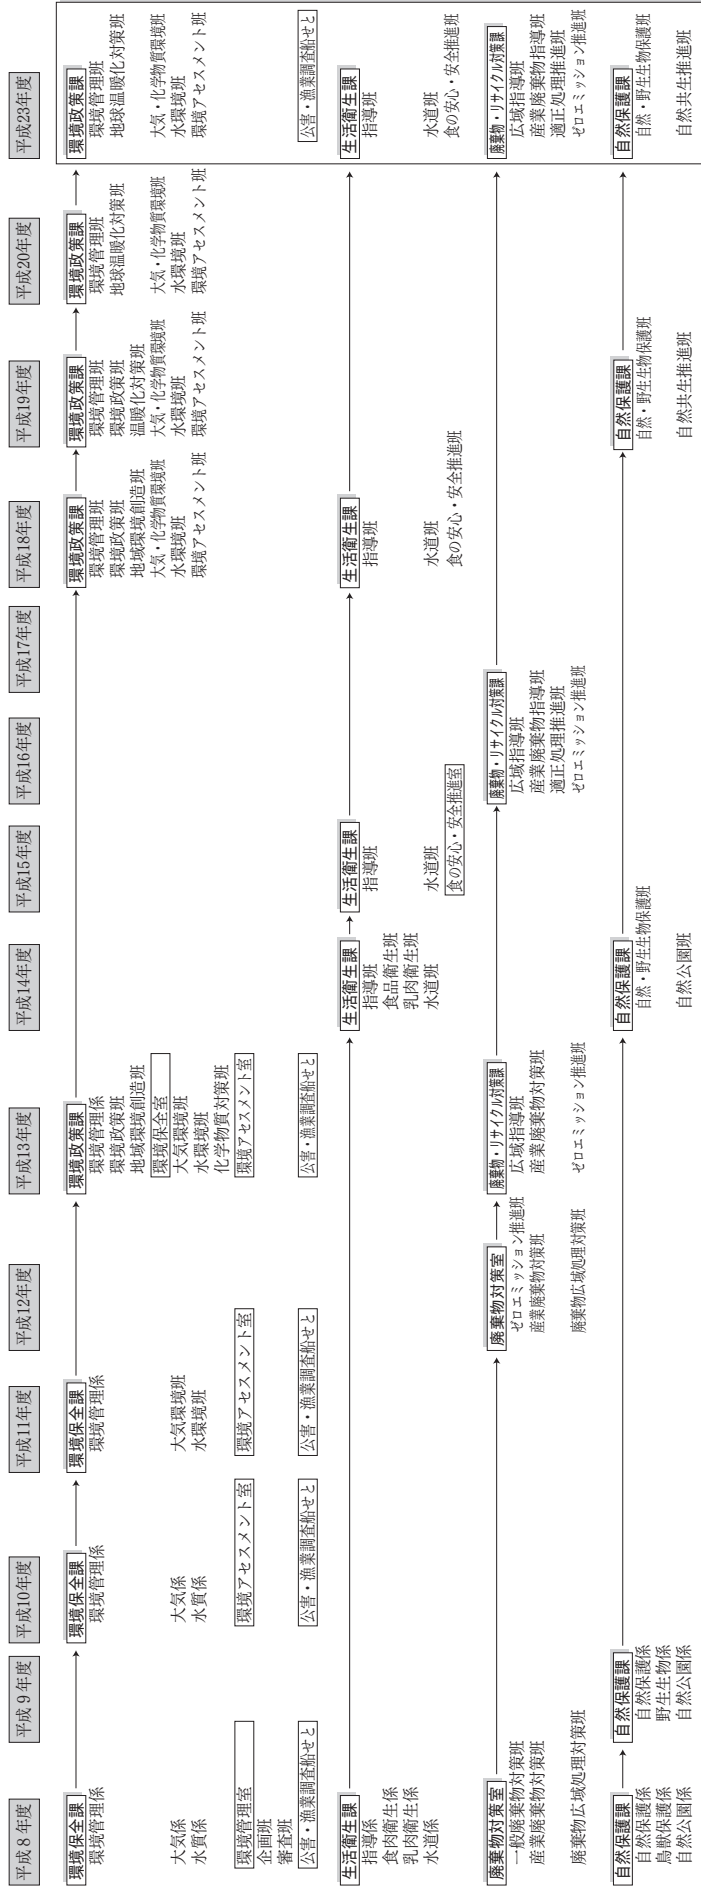 平成8年度
平成9年度
平成10年度
平成11年度
平成12年度
平成13年度
平成14年度
平成15年度
平成16年度
平成17年度
平成18年度
平成19年度
平成20年度
平成23年度
環境保全課
環境管理係
大気係
水質係
環境管理室
企画班
審査班
公害・漁業調査船せと
環境保全課
環境管理係
大気係
水質係
環境アセスメント室
公害・漁業調査船せと
環境保全課
環境管理係
大気環境班
水環境班
環境アセスメント室
公害・漁業調査船せと
環境政策課
環境管理係
環境政策班
地域環境創造班
環境保全室
大気環境班
水環境班
化学物質対策班
環境アセスメント室
公害・漁業調査船せと
環境政策課
環境管理班
環境政策班
地域環境創造班
大気・化学物質環境班
水環境班
環境アセスメント班
環境政策課
環境管理班
環境政策班
温暖化対策班
大気・化学物質環境班
水環境班
環境アセスメント班
環境政策課
環境管理班
地球温暖化対策班
大気・化学物質環境班
水環境班
環境アセスメント班
環境政策課
環境管理班
地球温暖化対策班
大気・化学物質環境班
水環境班
環境アセスメント班
公害・漁業調査船せと
生活衛生課
指導係
食肉衛生係
乳肉衛生係
水道係
生活衛生課
指導班
食品衛生班
乳肉衛生班
水道班
生活衛生課
指導班
水道班
食の安心・安全推進室
生活衛生課
指導班
水道班
食の安心・安全推進班
生活衛生課
指導班
水道班
食の安心・安全推進班
廃棄物対策室
一般廃棄物対策班
産業廃棄物対策班
廃棄物広域処理対策班
廃棄物対策室
ゼロエミッション推進班
産業廃棄物対策班
廃棄物広域処理対策班
廃棄物・リサイクル対策課
広域指導班
産業廃棄物対策班
ゼロエミッション推進班
廃棄物・リサイクル対策課
広域指導班
産業廃棄物指導班
適正処理推進班
ゼロエミッション推進班
廃棄物・リサイクル対策課
広域指導班
産業廃棄物指導班
適正処理推進班
ゼロエミッション推進班
自然保護課
自然保護係
鳥獣保護係
自然公園係
自然保護課
自然保護係
野生生物係
自然公園係
自然保護課
自然・野生生物保護班
自然公園班
自然保護課
自然・野生生物保護班
自然共生推進班
自然保護課
自然・野生生物保護班
自然共生推進班